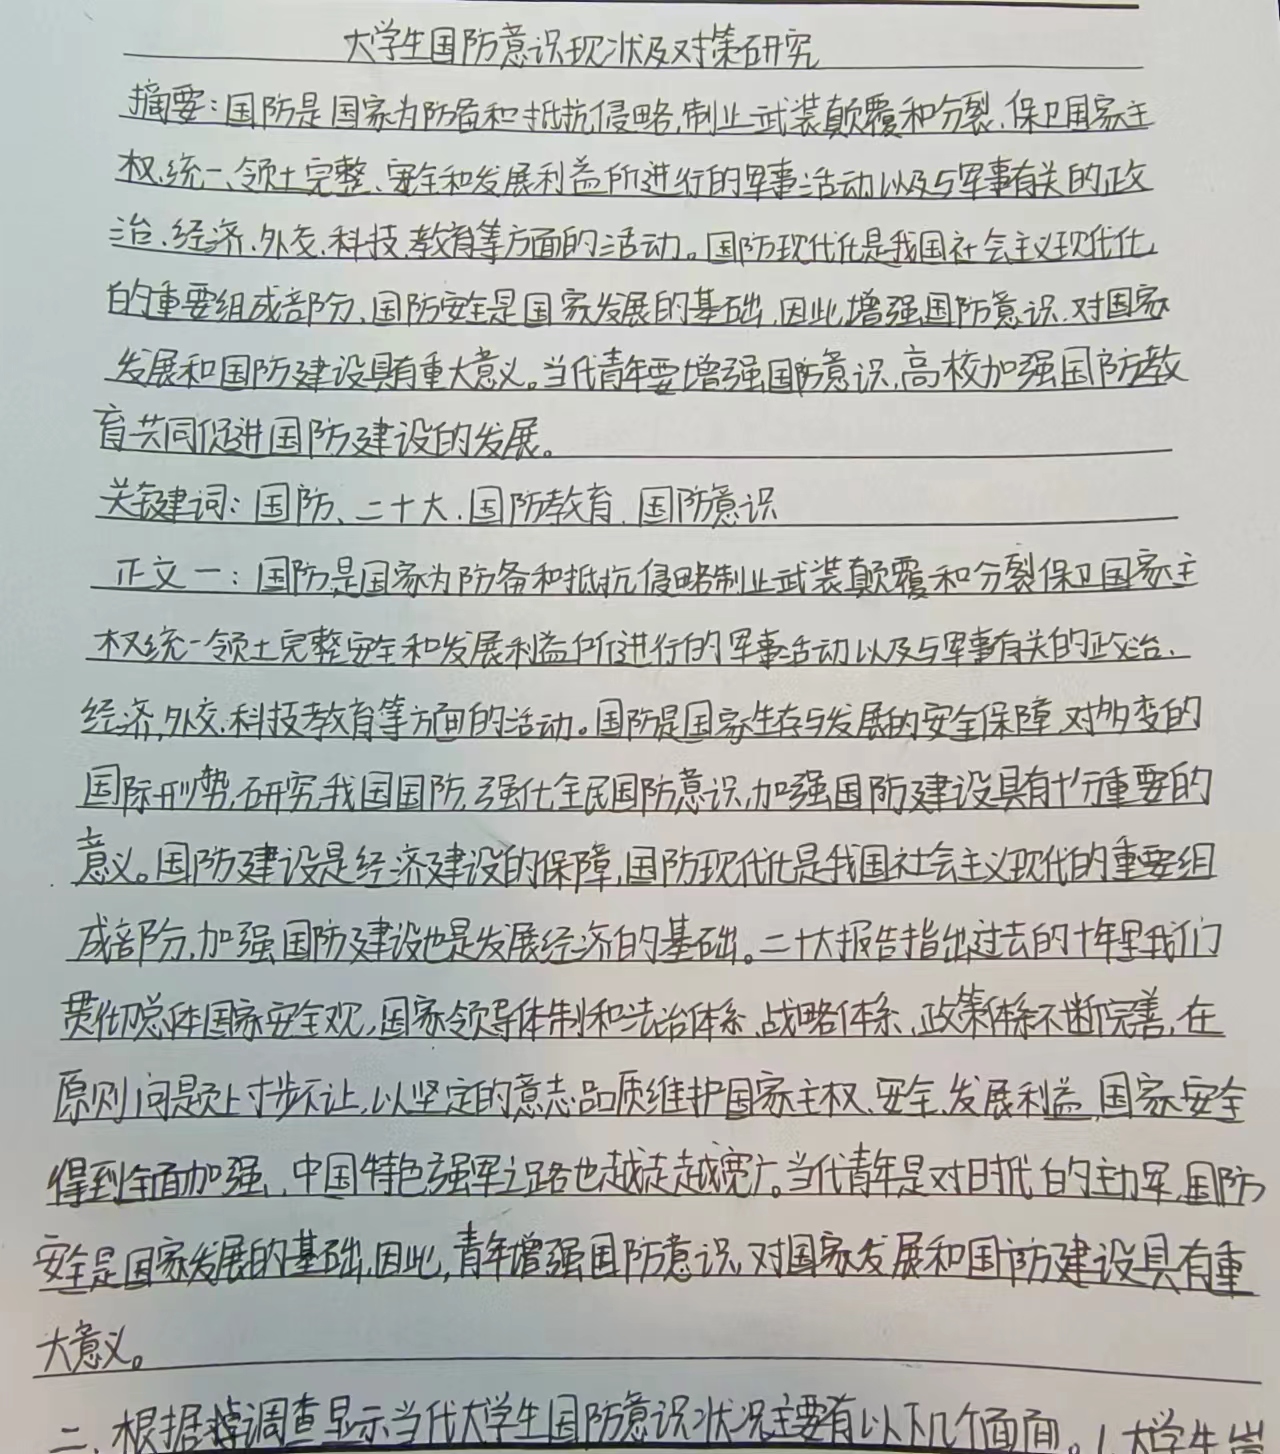 大学生国防意识现状及对策研究
摘要：国防是国家为防备和抵抗侵略,制止武装颠覆和分裂,保卫国家主
权、统一、领土完整、安全和发展利益所进行的军事活动以及与军事有关的政
治、经济、外交、科技、教育等方面的活动。国防现代化是我国社会主义现代化
的重要组成部分,国防安全是国家发展的基础,因此增强国防意识,对国家
发展和国防建设具有重大意义。当代青年要增强国防意识,高校加强国防教
育共同促进国防建设的发展。
关键词：国防、二十大、国防教育、国防意识
正文一：国防是国家为防备和抵抗侵略制止武装颠覆和分裂保卫国家主
权统一领土完整安全和发展利益所进行的军事活动以及与军事有关的政治、
经济,外交、科技教育等方面的活动。国防是国家生存与发展的安全保障,对多变的
国际形势,研究我国国防,强化全民国防意识,加强国防建设具有十分重要的
意义。国防建设是经济建设的保障,国防现代化是我国社会主义现代的重要组
成部分,加强国防建设也是发展经济的基础。二十大报告指出过去的十年里我们
贯彻总体国家安全观,国家领导体制和法治体系、战略体系、政策体系不断完善,在
原则问题上寸步不让,以坚定的意志品质维护国家主权、安全、发展利益,国家安全
得到全面加强,中国特色强军之路也越走越宽广。当代青年是对时代的主力军,国防
安全是国家发展的基础,因此,青年增强国防意识,对国家发展和国防建设具有重
大意义。
二、根据调查显示当代大学生国防意识状况主要有以下几个面面。1.大学生